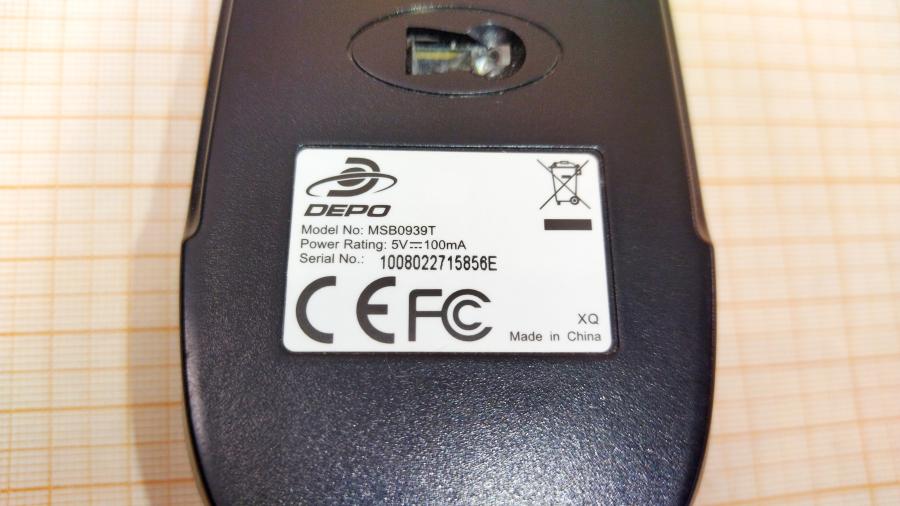 DEPO
Model No: MSB0939T
Power Rating: 5V⎓100mA
Serial No.: 1008022715856E
CE FC
XQ
Made in China